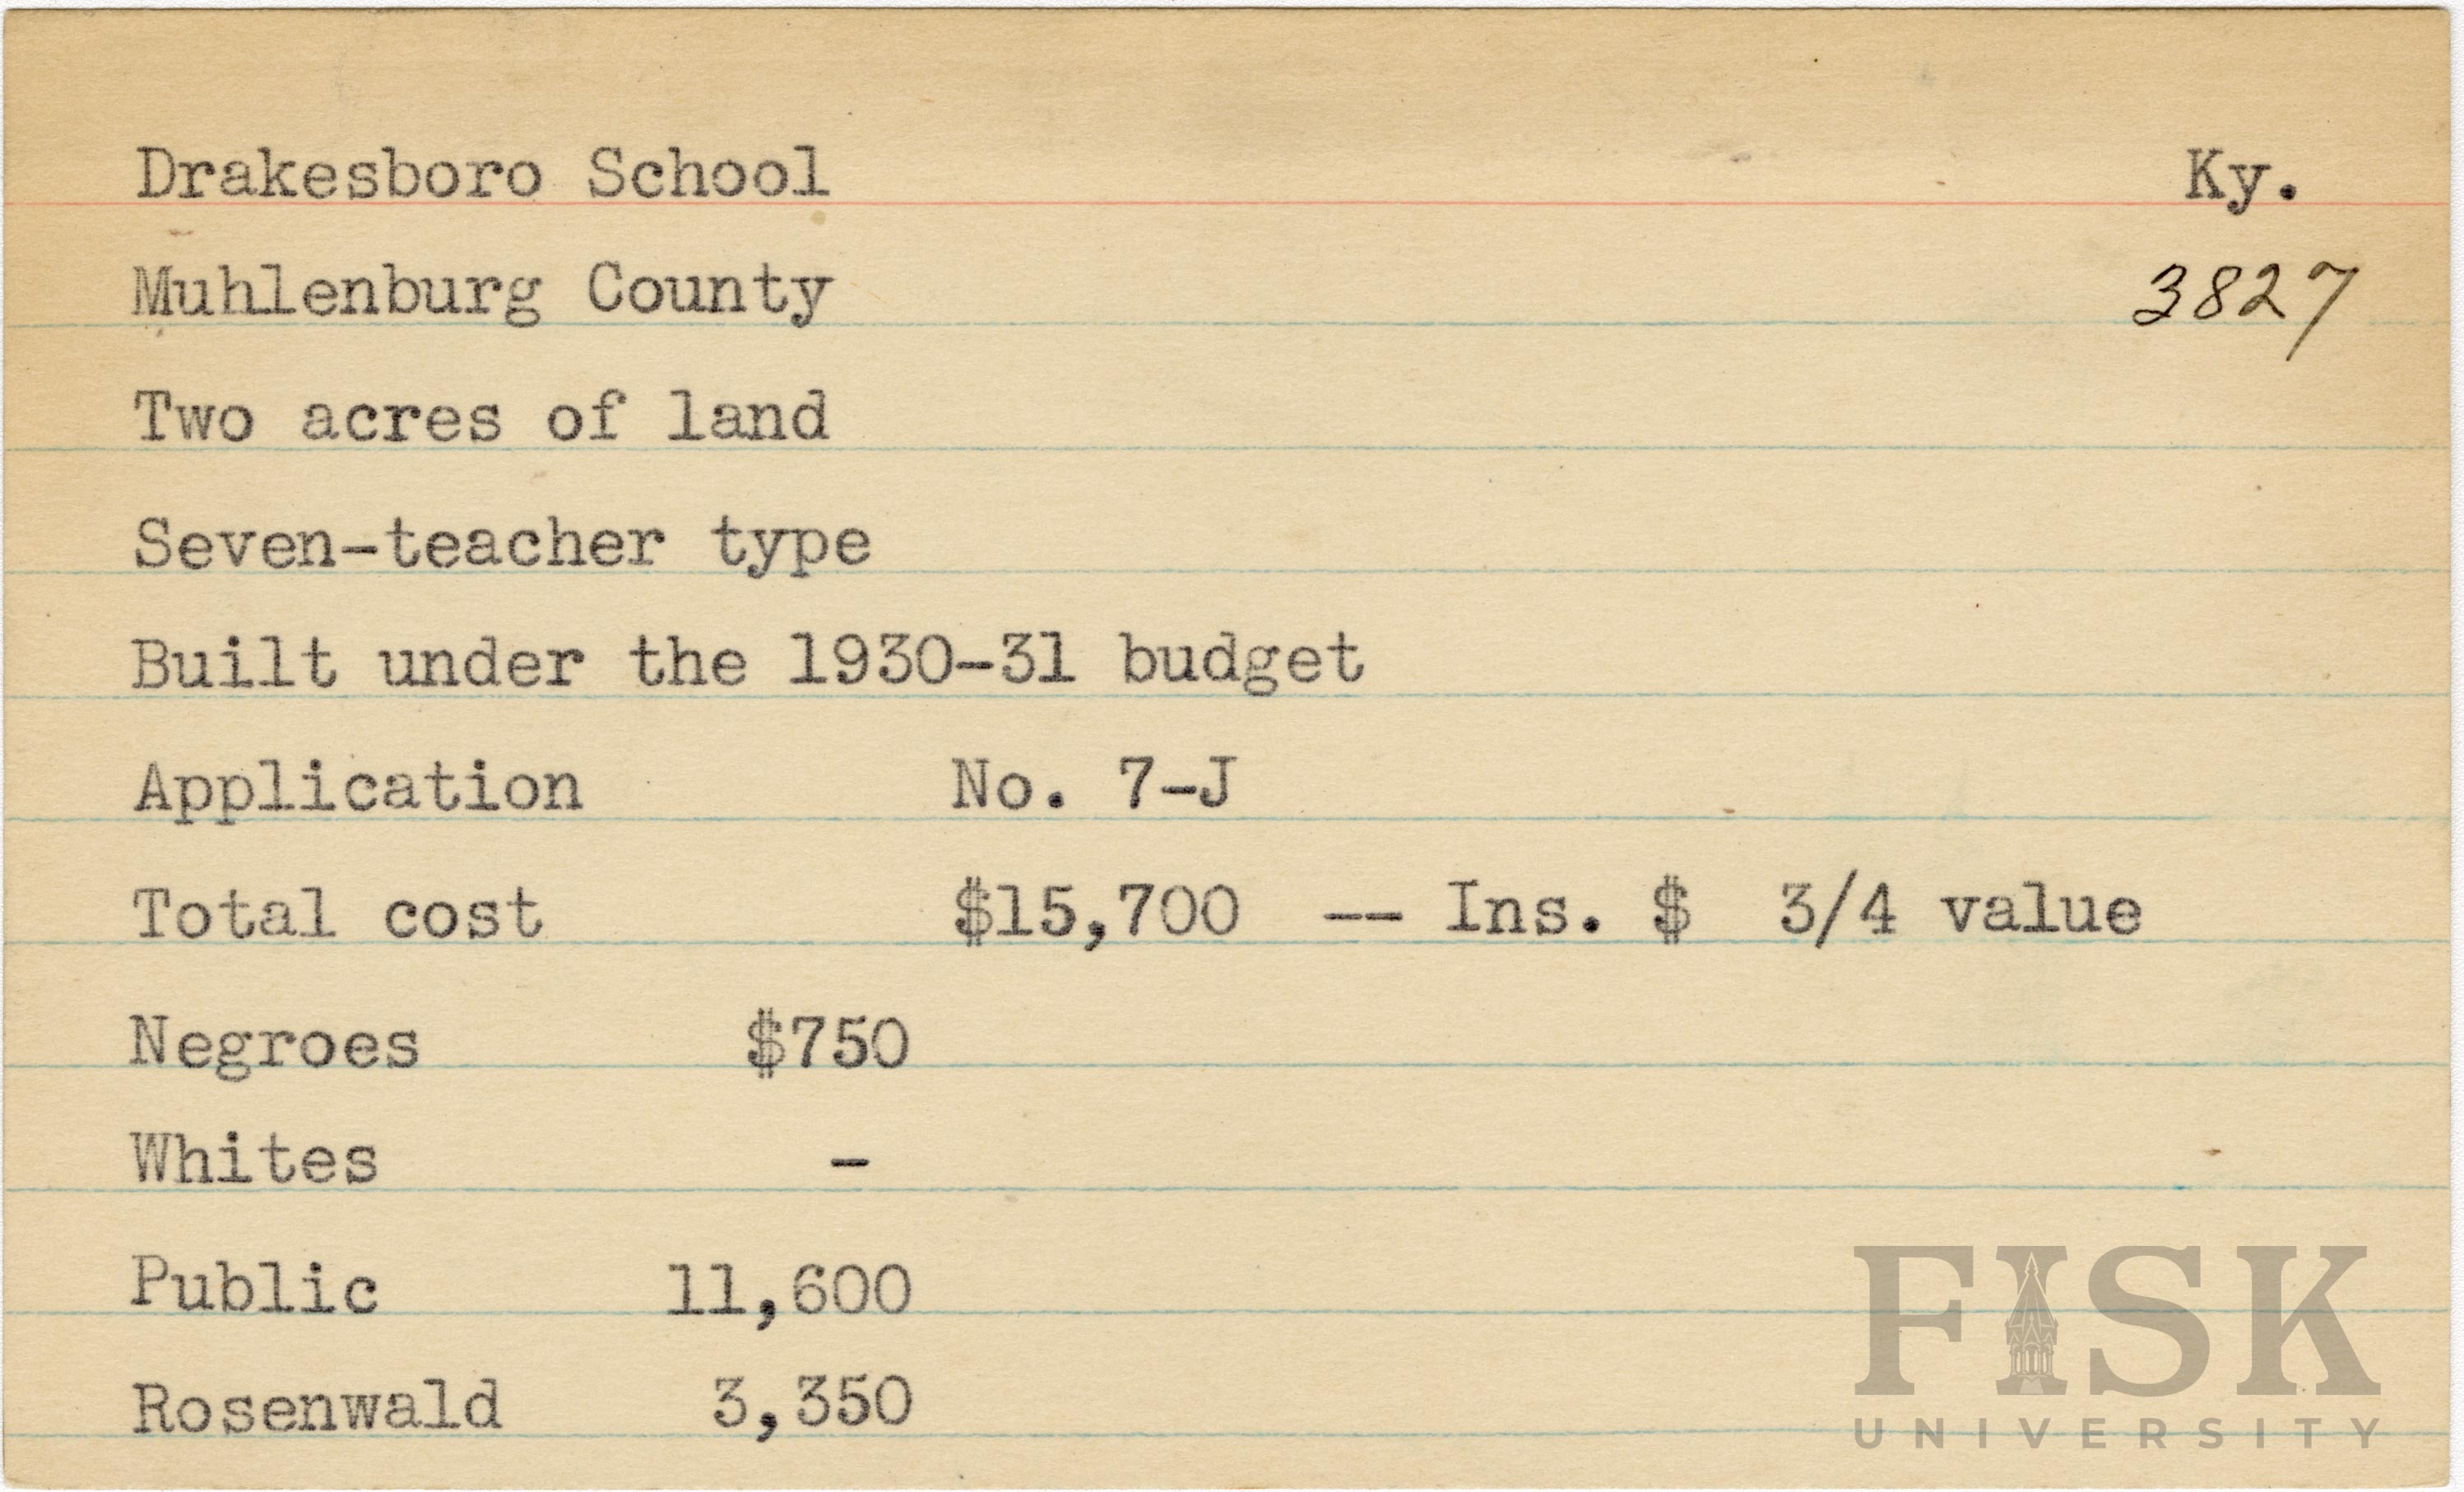 Drakesboro School Ky.
Muhlenburg County 3827
Two acres of land
Seven-teacher type
Built under the 1930-31 budget
Application No. 7-J
Total cost $15,700 -- Ins. $ 3/4 value
Negroes $750
Whites -
Public 11,600
Rosenwald 3,350
FISK
UNIVERSITY